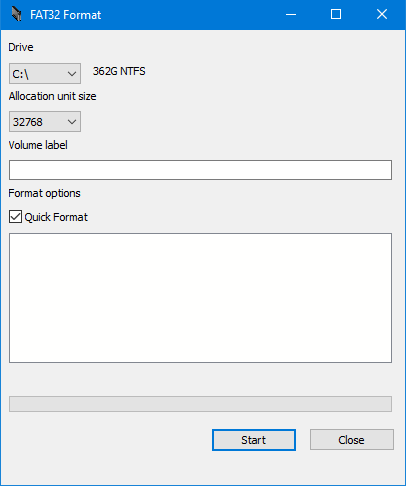 FAT32 Format
Drive
C:\ 362G NTFS
Allocation unit size
32768
Volume label
Format options
Quick Format
Start Close